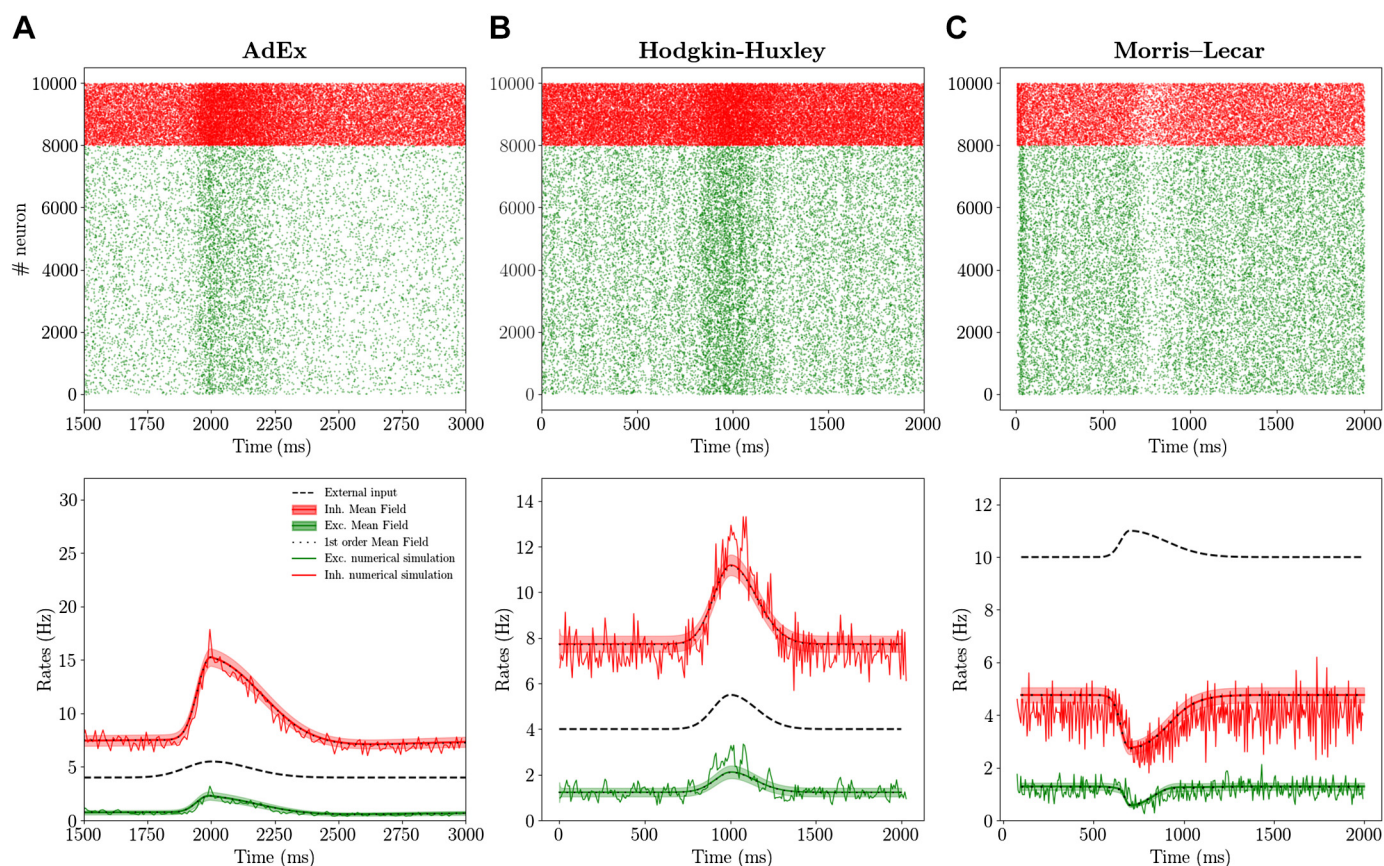 A
AdEx
# neuron
10000
8000
6000
4000
2000
0
1500 1750 2000 2250 2500 2750 3000
Time (ms)
B
Hodgkin-Huxley
10000
8000
6000
4000
2000
0
0 500 1000 1500 2000
Time (ms)
C
Morris–Lecar
10000
8000
6000
4000
2000
0
0 500 1000 1500 2000
Time (ms)
Rates (Hz)
30
25
20
15
10
5
0
External input
Inh. Mean Field
Exc. Mean Field
1st order Mean Field
Exc. numerical simulation
Inh. numerical simulation
1500 1750 2000 2250 2500 2750 3000
Time (ms)
Rates (Hz)
14
12
10
8
6
4
2
0
0 500 1000 1500 2000
Time (ms)
Rates (Hz)
12
10
8
6
4
2
0
0 500 1000 1500 2000
Time (ms)